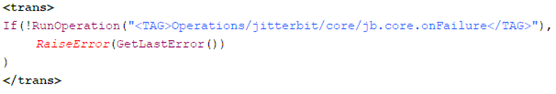 <trans>
If(!RunOperation("<TAG>Operations/jitterbit/core/jb.core.onFailure</TAG>"),
RaiseError(GetLastError())
)
</trans>